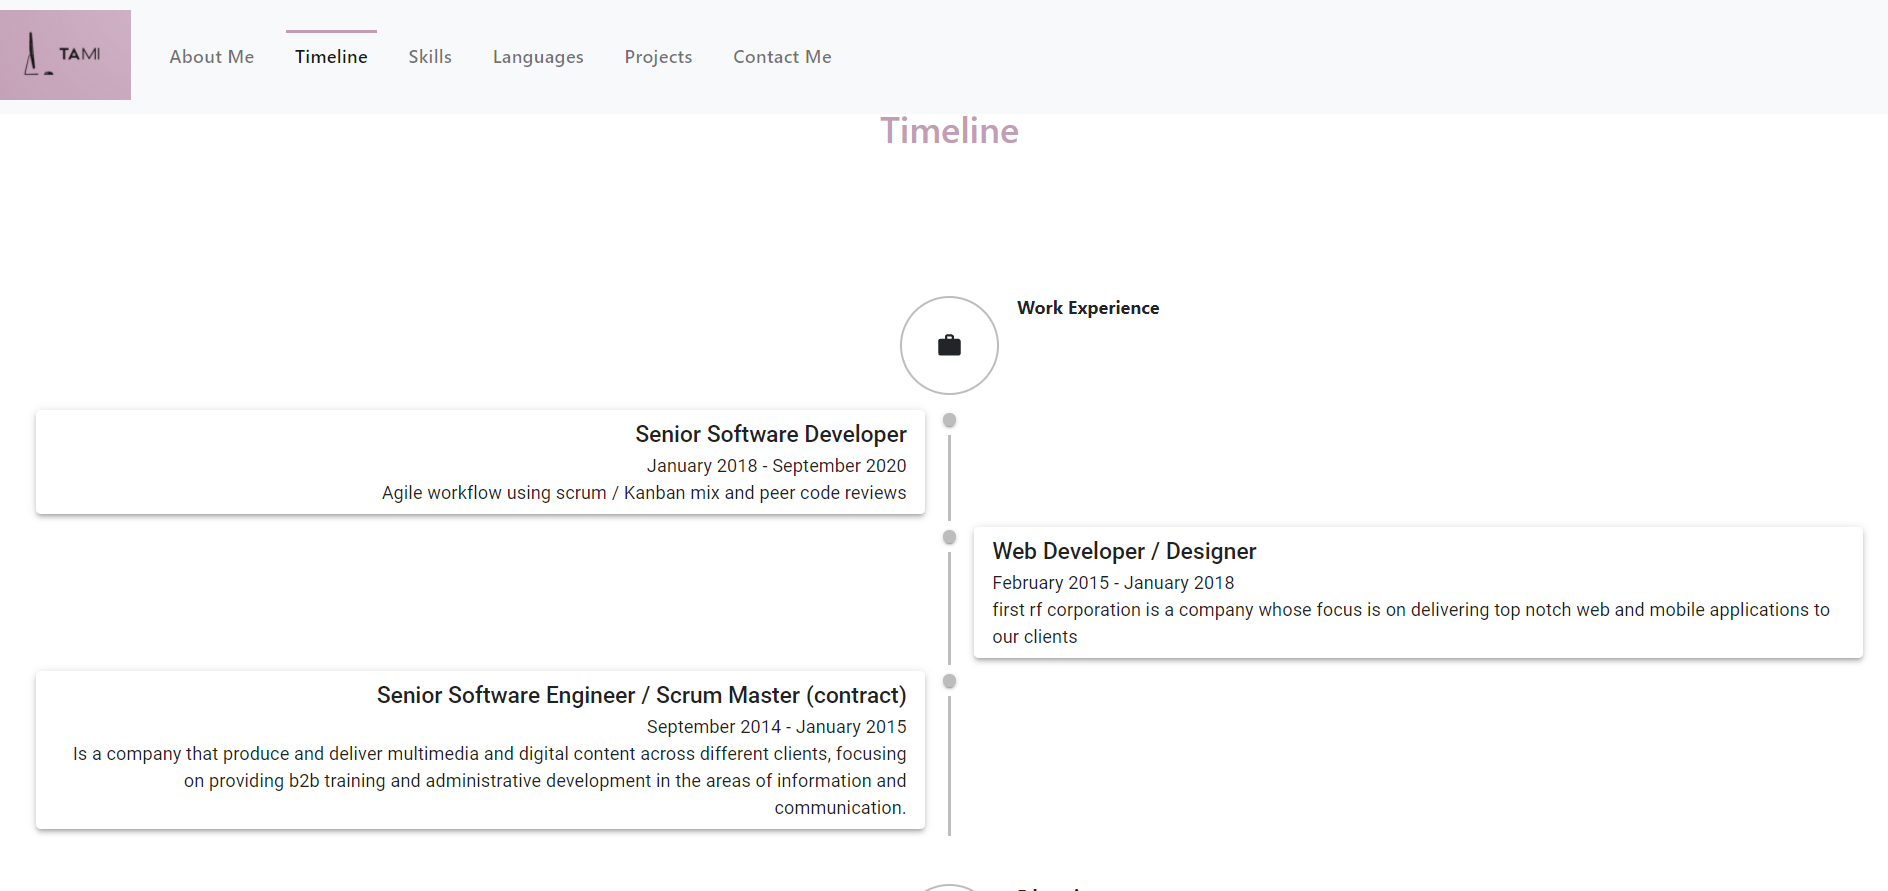 TAMI
About Me Timeline Skills Languages Projects Contact Me
Timeline
Work Experience
Senior Software Developer
January 2018 - September 2020
Agile workflow using scrum / Kanban mix and peer code reviews
Web Developer / Designer
February 2015 - January 2018
first rf corporation is a company whose focus is on delivering top notch web and mobile applications to
our clients
Senior Software Engineer / Scrum Master (contract)
September 2014 - January 2015
Is a company that produce and deliver multimedia and digital content across different clients, focusing
on providing b2b training and administrative development in the areas of information and
communication.